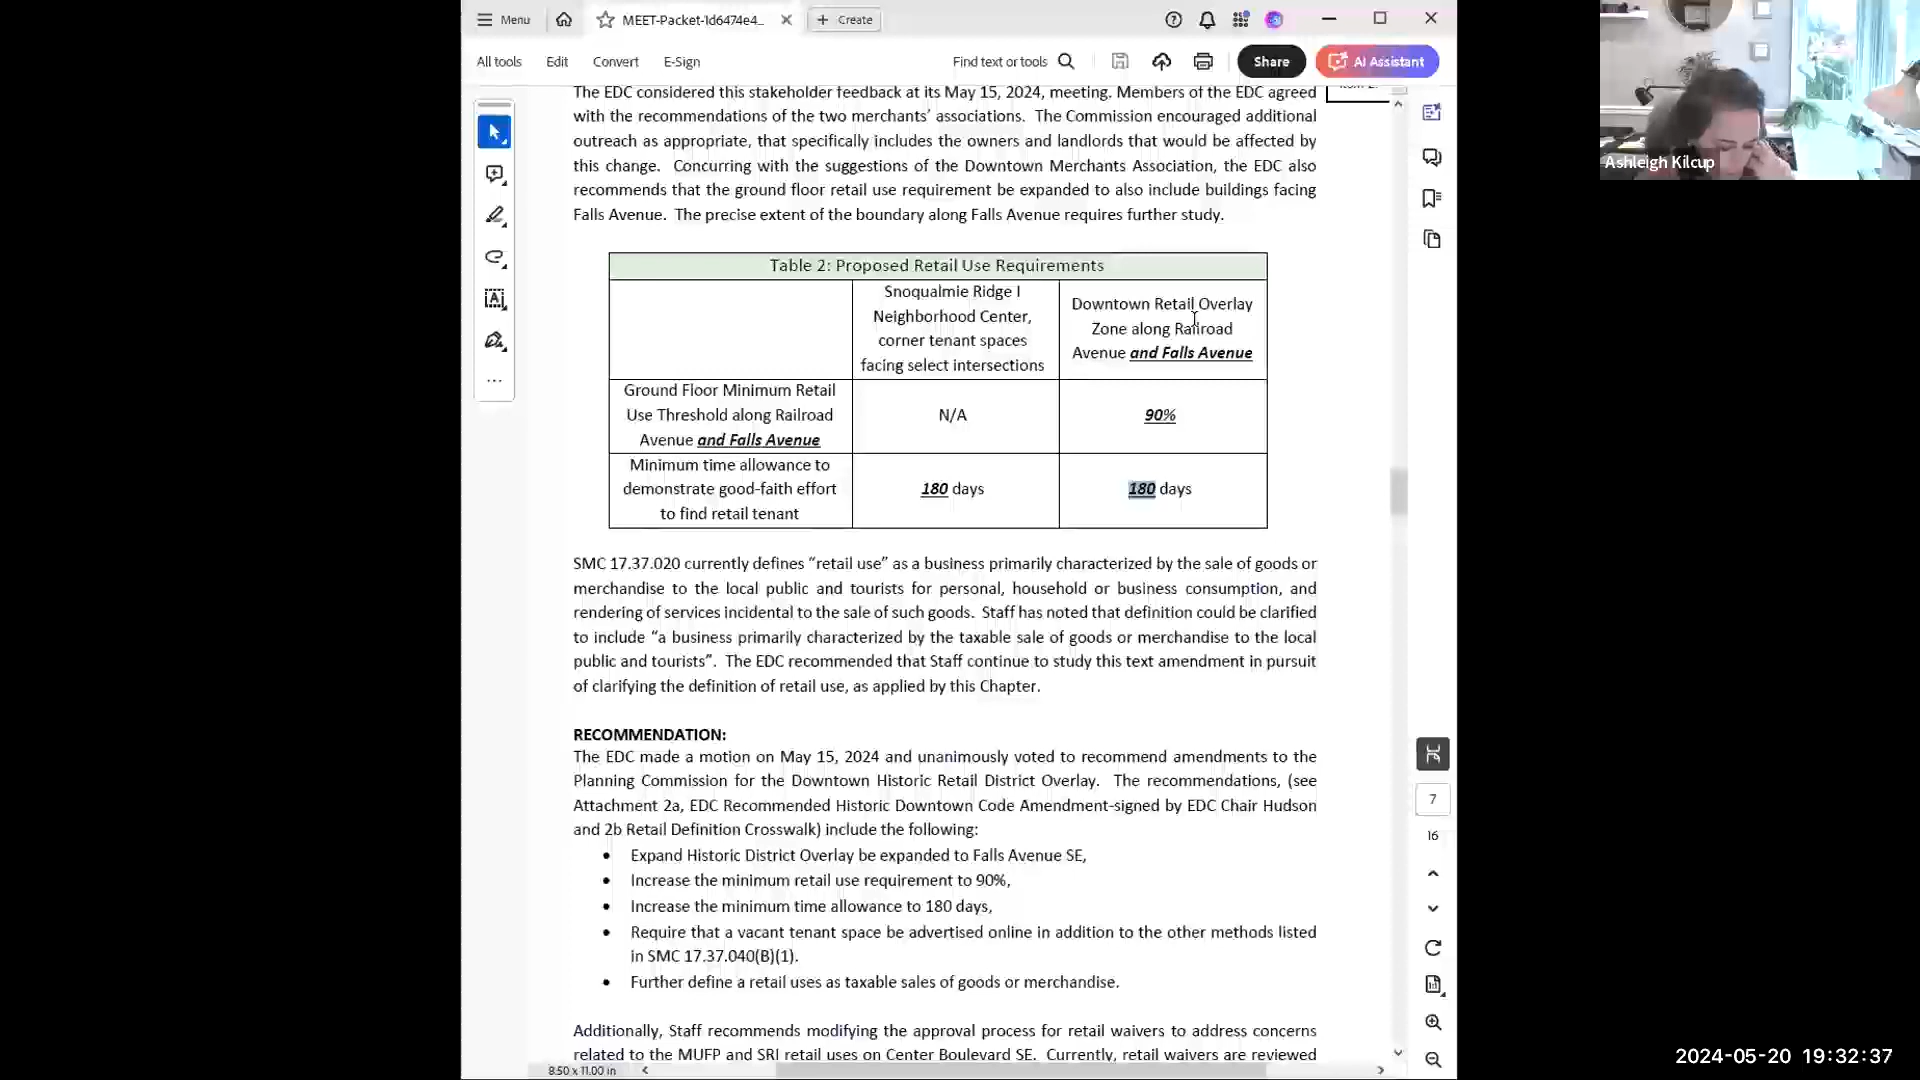 Menu
MEET-Packet-1d6474e4...
Create
All tools
Edit
Convert
E-Sign
Find text or tools
Share
AI Assistant
Ashleigh Kilcup
The EDC considered this stakeholder feedback at its May 15, 2024, meeting. Members of the EDC agreed
with the recommendations of the two merchants' associations. The Commission encouraged additional
outreach as appropriate, that specifically includes the owners and landlords that would be affected by
this change. Concurring with the suggestions of the Downtown Merchants Association, the EDC also
recommends that the ground floor retail use requirement be expanded to also include buildings facing
Falls Avenue. The precise extent of the boundary along Falls Avenue requires further study.
Table 2: Proposed Retail Use Requirements
Snoqualmie Ridge I
Neighborhood Center,
corner tenant spaces
facing select intersections
Downtown Retail Overlay
Zone along Railroad
Avenue and Falls Avenue
Ground Floor Minimum Retail
Use Threshold along Railroad
Avenue and Falls Avenue
N/A
90%
Minimum time allowance to
demonstrate good-faith effort
to find retail tenant
180 days
180 days
SMC 17.37.020 currently defines "retail use" as a business primarily characterized by the sale of goods or
merchandise to the local public and tourists for personal, household or business consumption, and
rendering of services incidental to the sale of such goods. Staff has noted that definition could be clarified
to include "a business primarily characterized by the taxable sale of goods or merchandise to the local
public and tourists". The EDC recommended that Staff continue to study this text amendment in pursuit
of clarifying the definition of retail use, as applied by this Chapter.
RECOMMENDATION:
The EDC made a motion on May 15, 2024 and unanimously voted to recommend amendments to the
Planning Commission for the Downtown Historic Retail District Overlay. The recommendations, (see
Attachment 2a, EDC Recommended Historic Downtown Code Amendment-signed by EDC Chair Hudson
and 2b Retail Definition Crosswalk) include the following:
• Expand Historic District Overlay be expanded to Falls Avenue SE,
• Increase the minimum retail use requirement to 90%,
• Increase the minimum time allowance to 180 days,
• Require that a vacant tenant space be advertised online in addition to the other methods listed
in SMC 17.37.040(B)(1).
• Further define a retail uses as taxable sales of goods or merchandise.
Additionally, Staff recommends modifying the approval process for retail waivers to address concerns
related to the MUFP and SRI retail uses on Center Boulevard SE. Currently, retail waivers are reviewed
7
16
8.50 x 11.00 in
2024-05-20 19:32:37